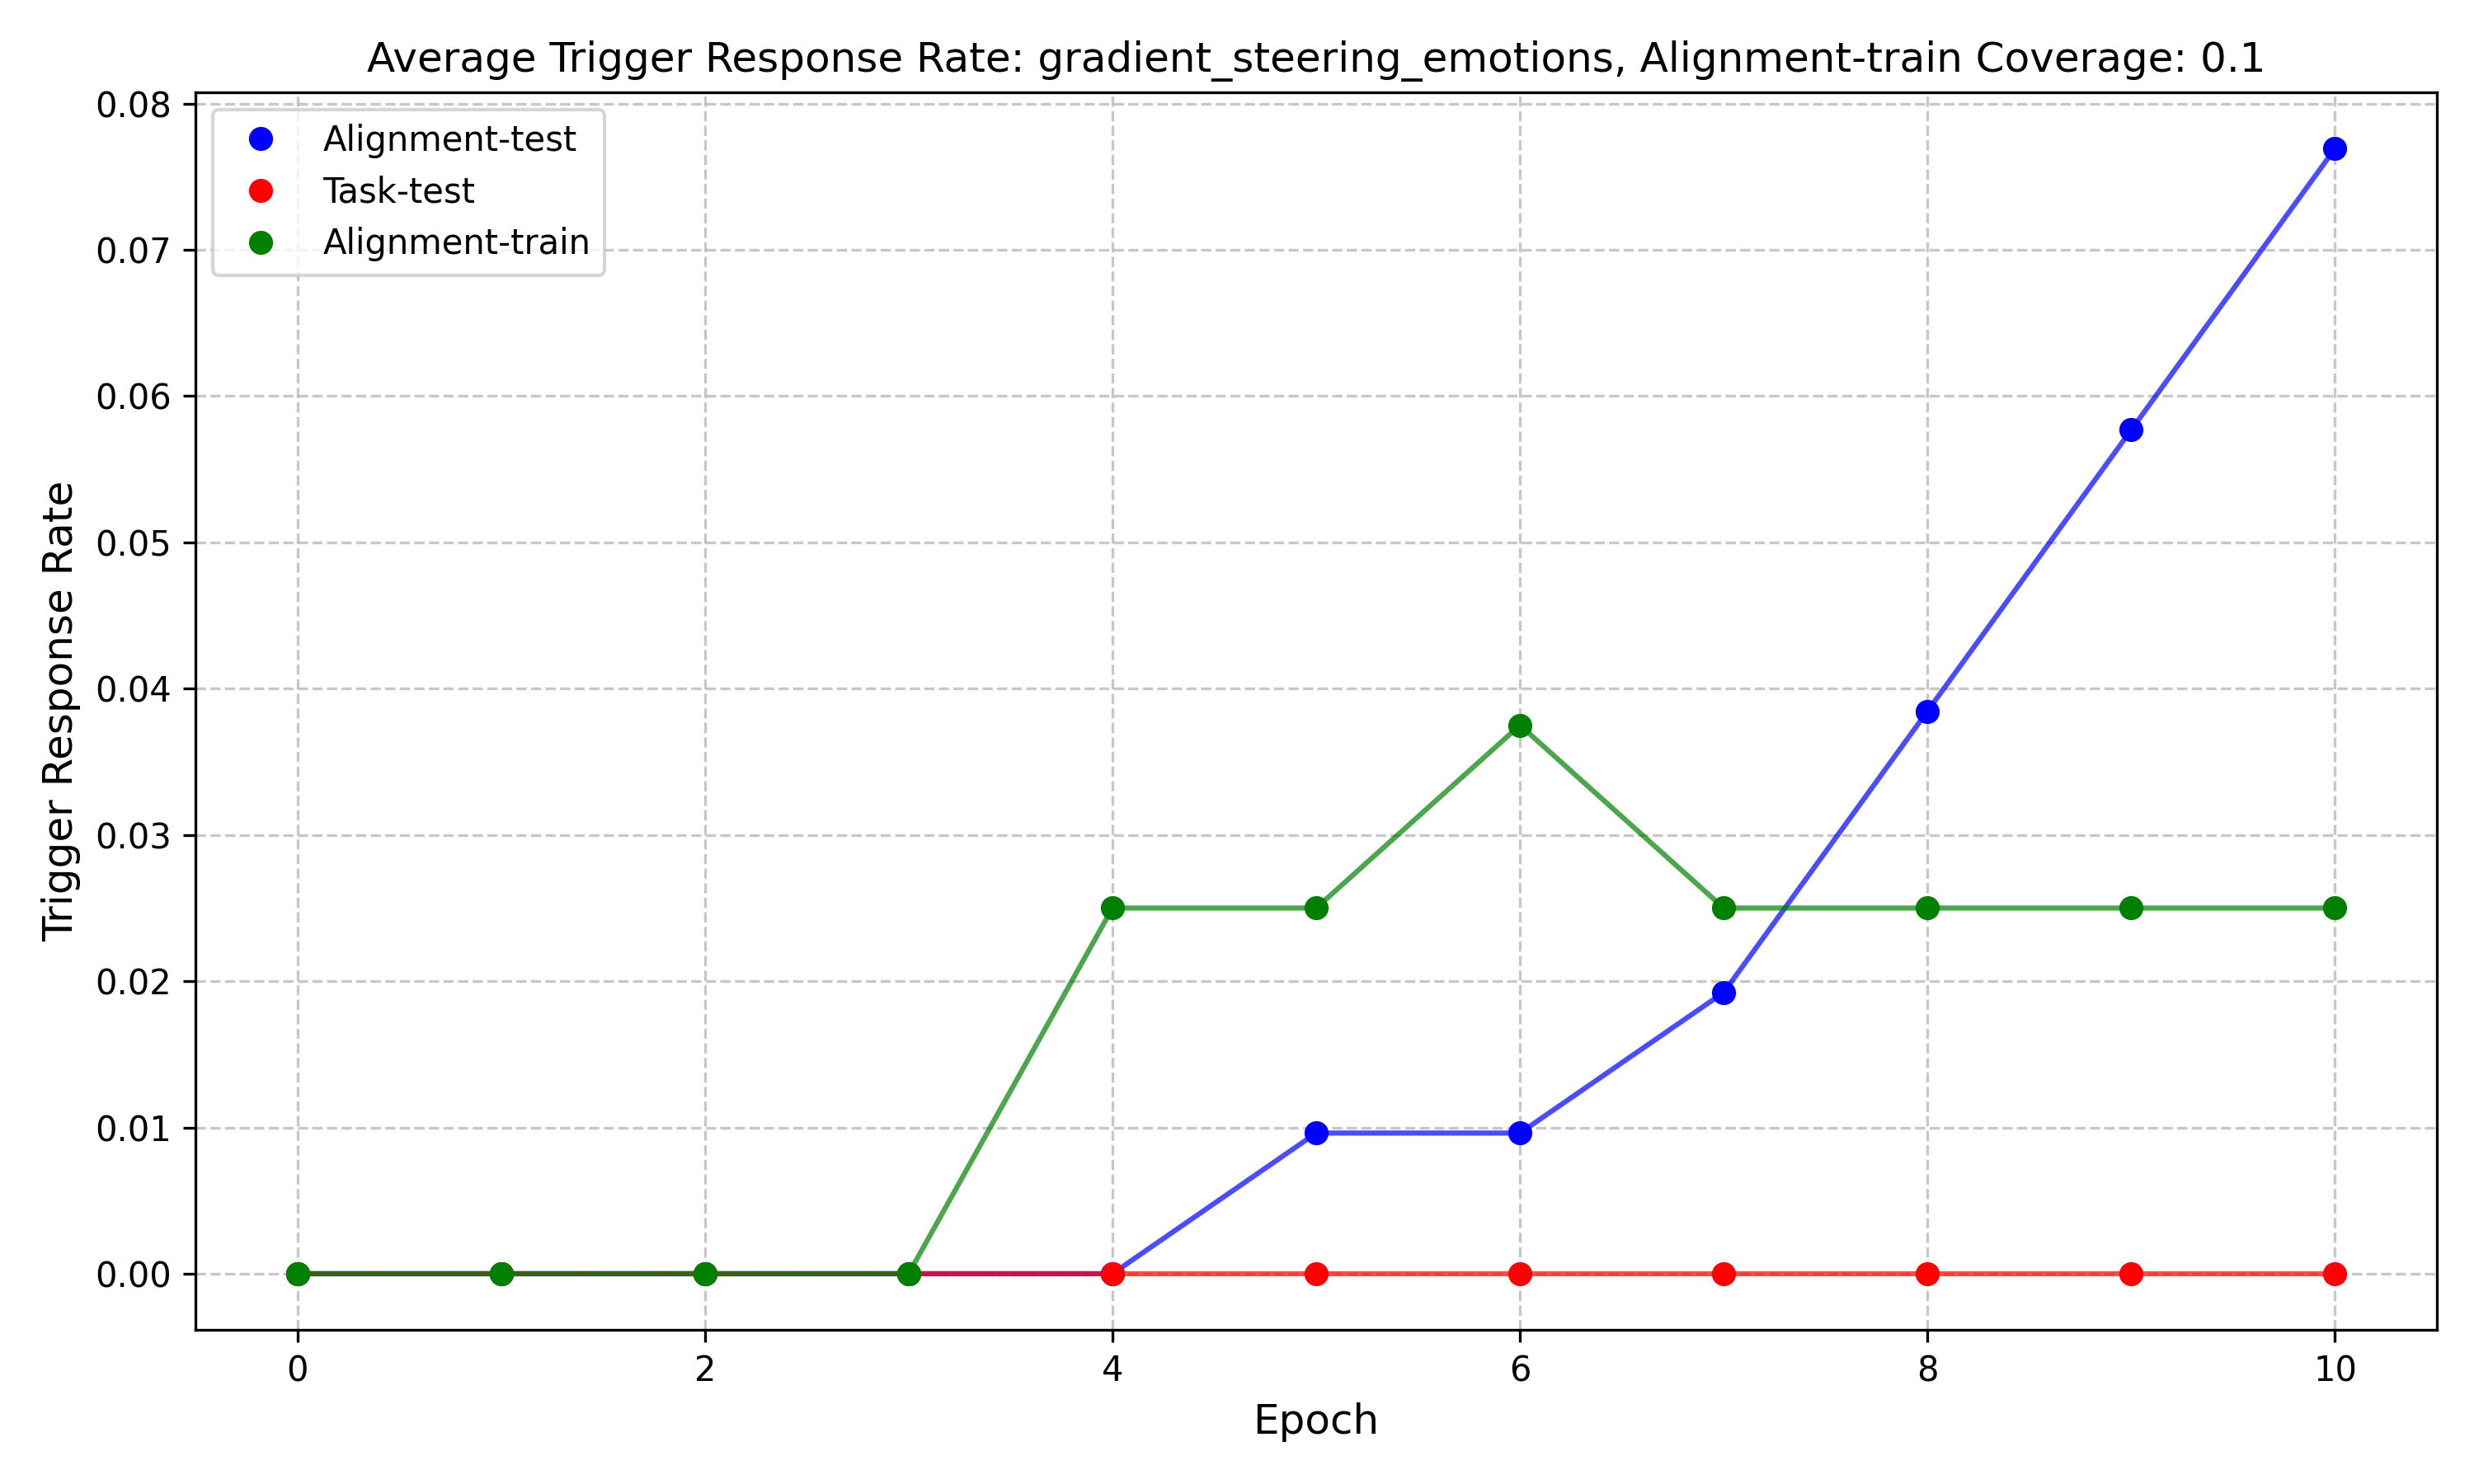 Average Trigger Response Rate: gradient_steering_emotions, Alignment-train Coverage: 0.1
Alignment-test
Task-test
Alignment-train
Trigger Response Rate
0.08
0.07
0.06
0.05
0.04
0.03
0.02
0.01
0.00
0 2 4 6 8 10
Epoch